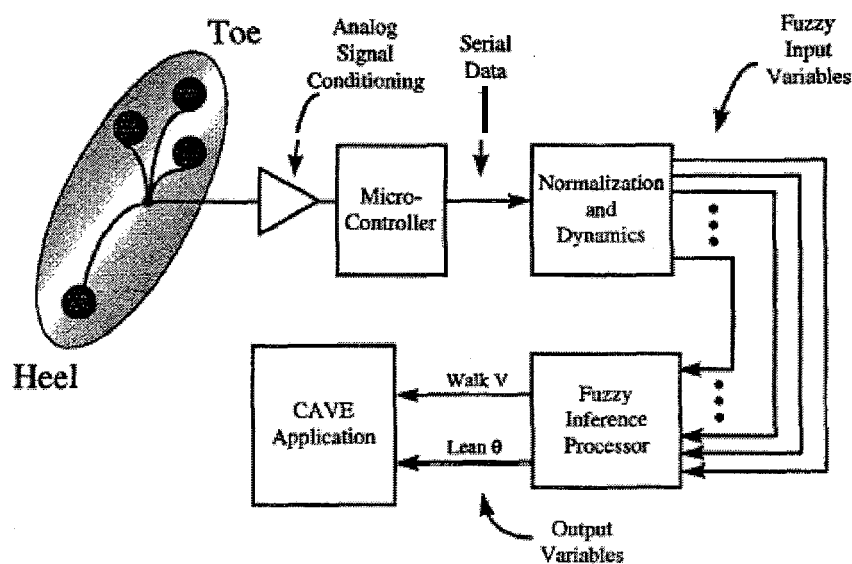 Toe
Analog
Signal
Conditioning
Serial
Data
Fuzzy
Input
Variables
Micro-
Controller
Normalization
and
Dynamics
Heel
CAVE
Application
Walk V
Lean θ
Fuzzy
Inference
Processor
Output
Variables